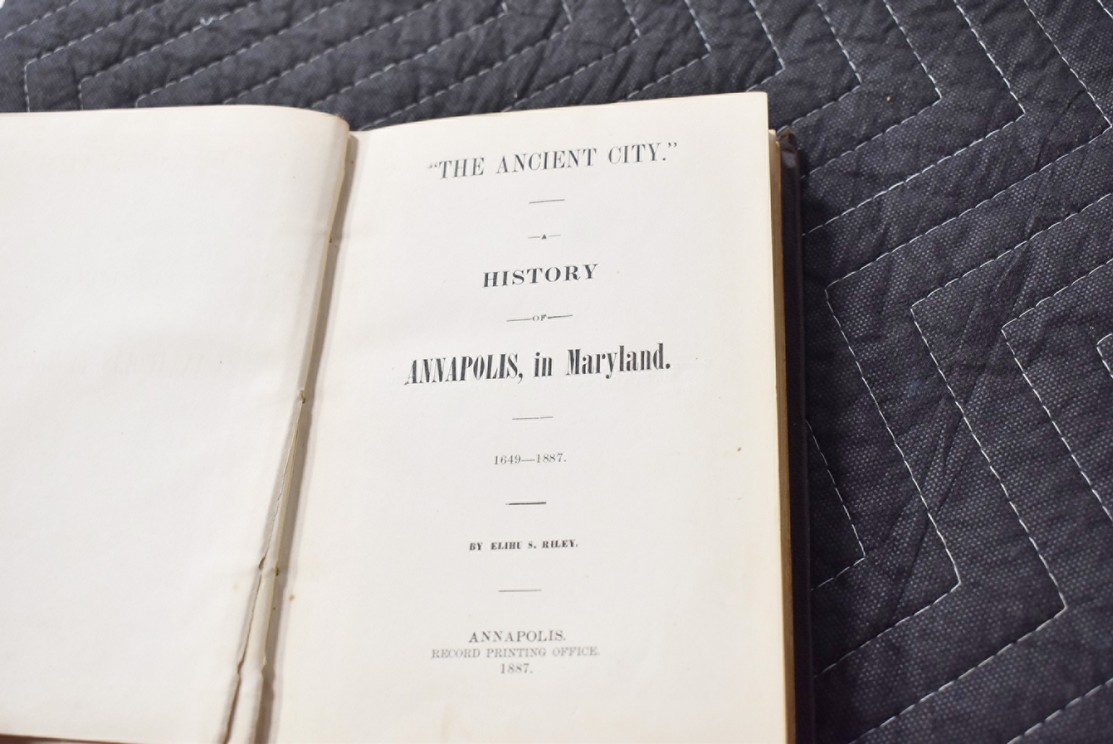 "THE ANCIENT CITY."
A
HISTORY
OF
ANNAPOLIS, in Maryland.
1649—1887.
BY ELIHU S. RILEY.
ANNAPOLIS.
RECORD PRINTING OFFICE.
1887.